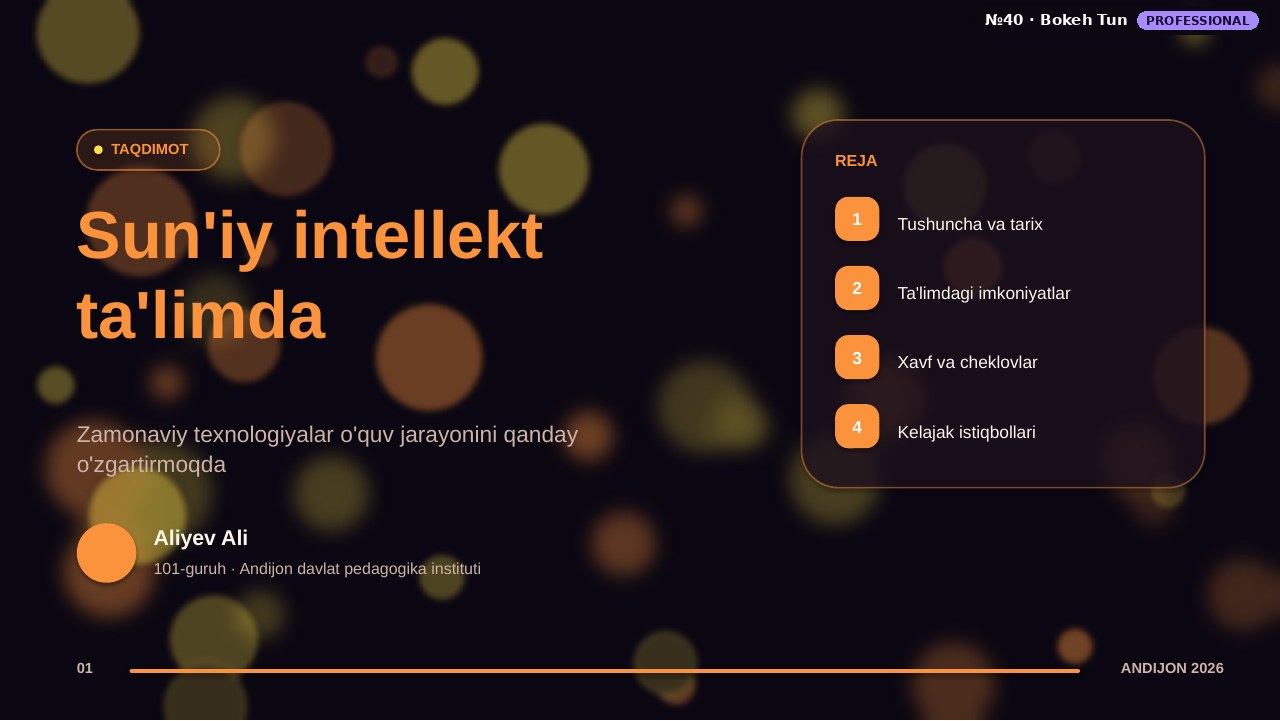 №40 · Bokeh Tun PROFESSIONAL
TAQDIMOT
Sun'iy intellekt
ta'limda
Zamonaviy texnologiyalar o'quv jarayonini qanday
o'zgartirmoqda
Aliyev Ali
101-guruh · Andijon davlat pedagogika instituti
REJA
1 Tushuncha va tarix
2 Ta'limdagi imkoniyatlar
3 Xavf va cheklovlar
4 Kelajak istiqbollari
01
ANDIJON 2026